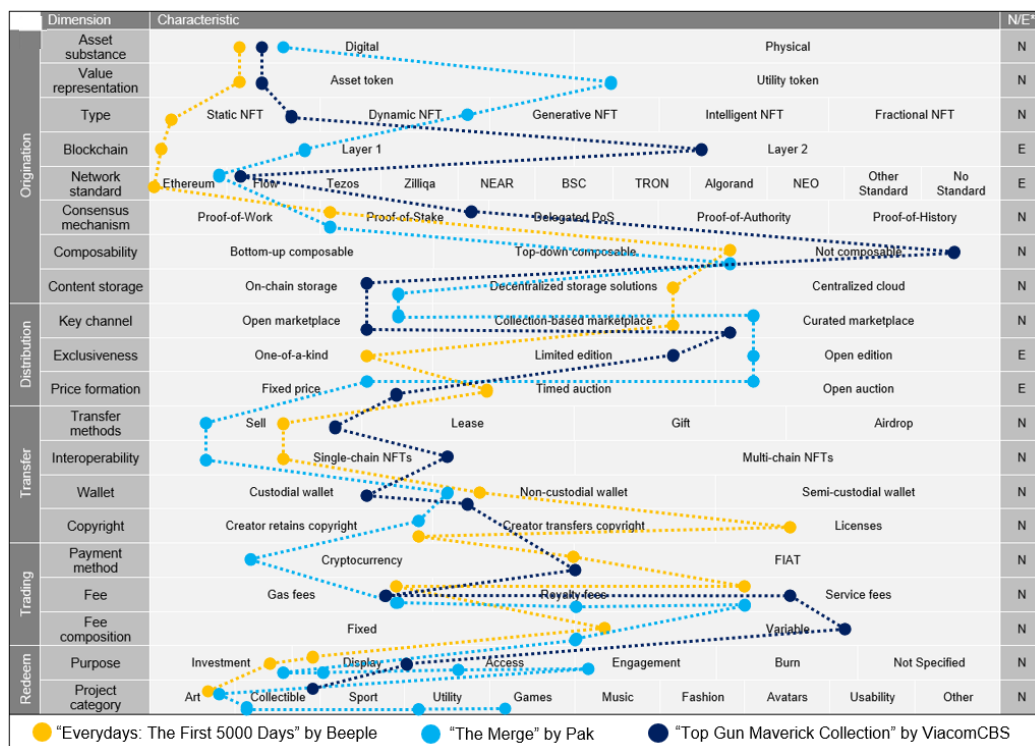 Dimension Characteristic N/E*
Origination
Asset substance Digital Physical N
Value representation Asset token Utility token N
Type Static NFT Dynamic NFT Generative NFT Intelligent NFT Fractional NFT N
Blockchain Layer 1 Layer 2 E
Network standard Ethereum Flow Tezos Zilliqa NEAR BSC TRON Algorand NEO Other Standard No Standard E
Consensus mechanism Proof-of-Work Proof-of-Stake Delegated PoS Proof-of-Authority Proof-of-History N
Composability Bottom-up composable Top-down composable Not composable N
Content storage On-chain storage Decentralized storage solutions Centralized cloud N
Distribution
Key channel Open marketplace Collection-based marketplace Curated marketplace N
Exclusiveness One-of-a-kind Limited edition Open edition E
Price formation Fixed price Timed auction Open auction E
Transfer
Transfer methods Sell Lease Gift Airdrop N
Interoperability Single-chain NFTs Multi-chain NFTs N
Wallet Custodial wallet Non-custodial wallet Semi-custodial wallet N
Copyright Creator retains copyright Creator transfers copyright Licenses N
Trading
Payment method Cryptocurrency FIAT N
Fee Gas fees Royalty fees Service fees N
Fee composition Fixed Variable N
Redeem
Purpose Investment Display Access Engagement Burn Not Specified N
Project category Art Collectible Sport Utility Games Music Fashion Avatars Usability Other N
"Everydays: The First 5000 Days" by Beeple "The Merge" by Pak "Top Gun Maverick Collection" by ViacomCBS